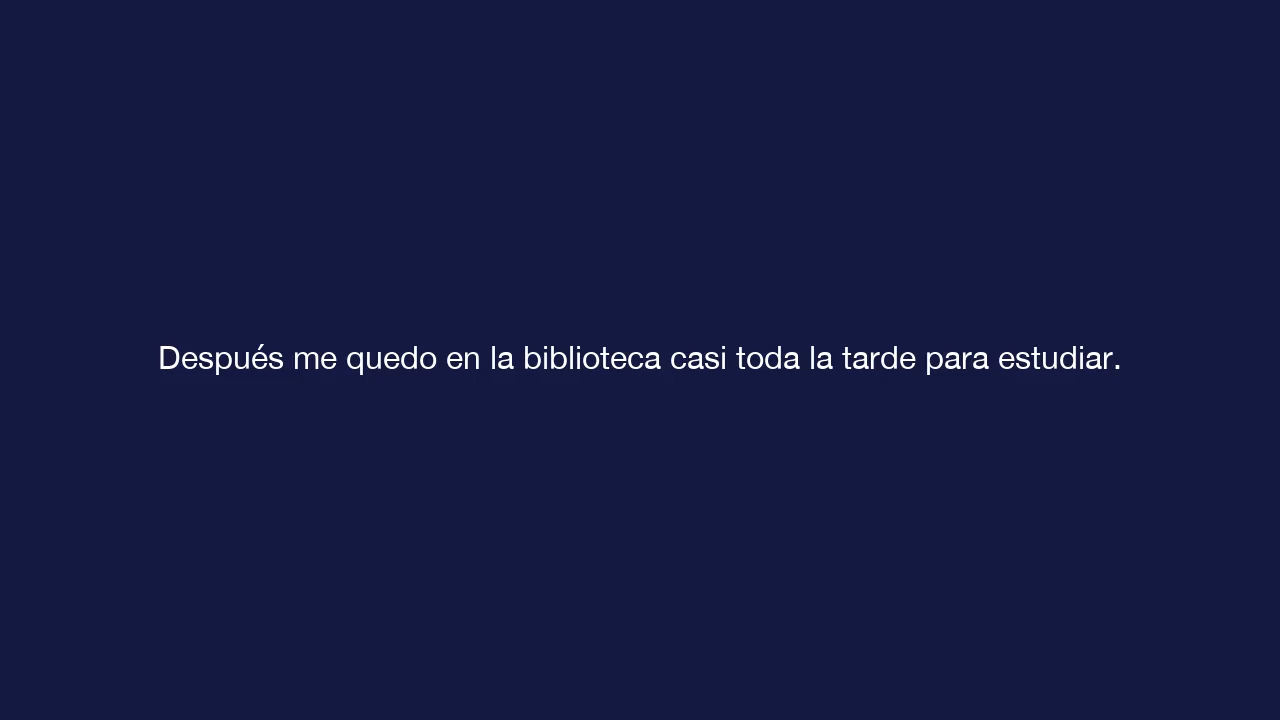 Después me quedo en la biblioteca casi toda la tarde para estudiar.